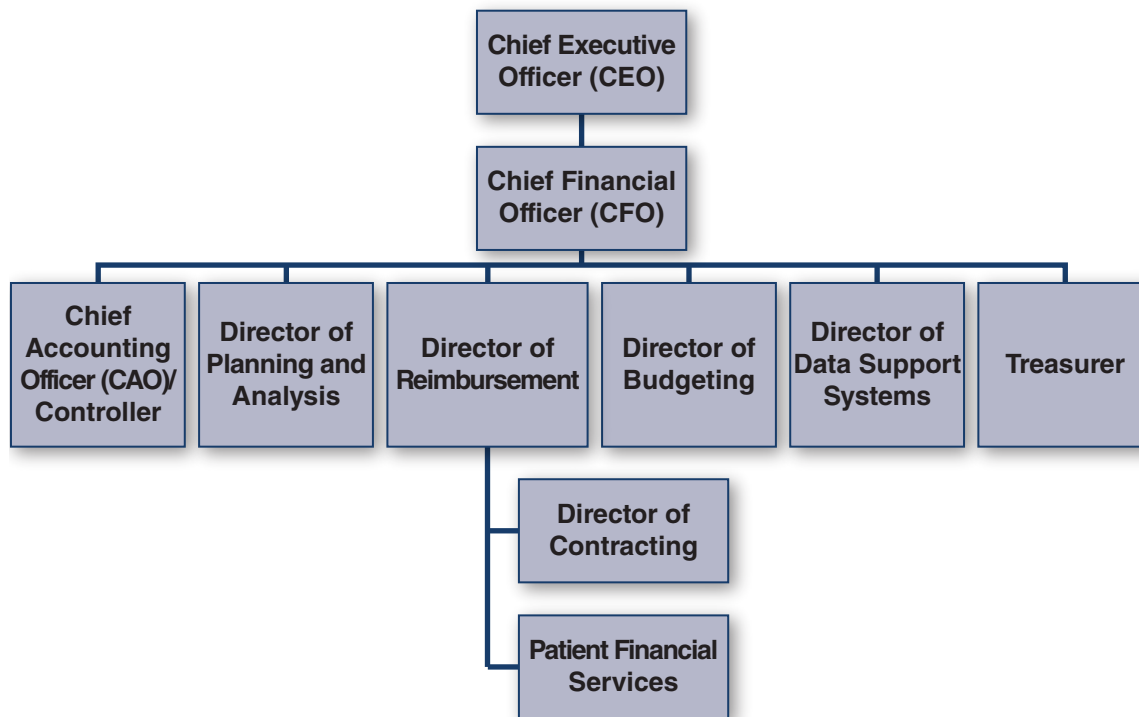 Chief Executive
Officer (CEO)
Chief Financial
Officer (CFO)
Chief
Accounting
Officer (CAO)/
Controller
Director of
Planning and
Analysis
Director of
Reimbursement
Director of
Budgeting
Director of
Data Support
Systems
Treasurer
Director of
Contracting
Patient Financial
Services